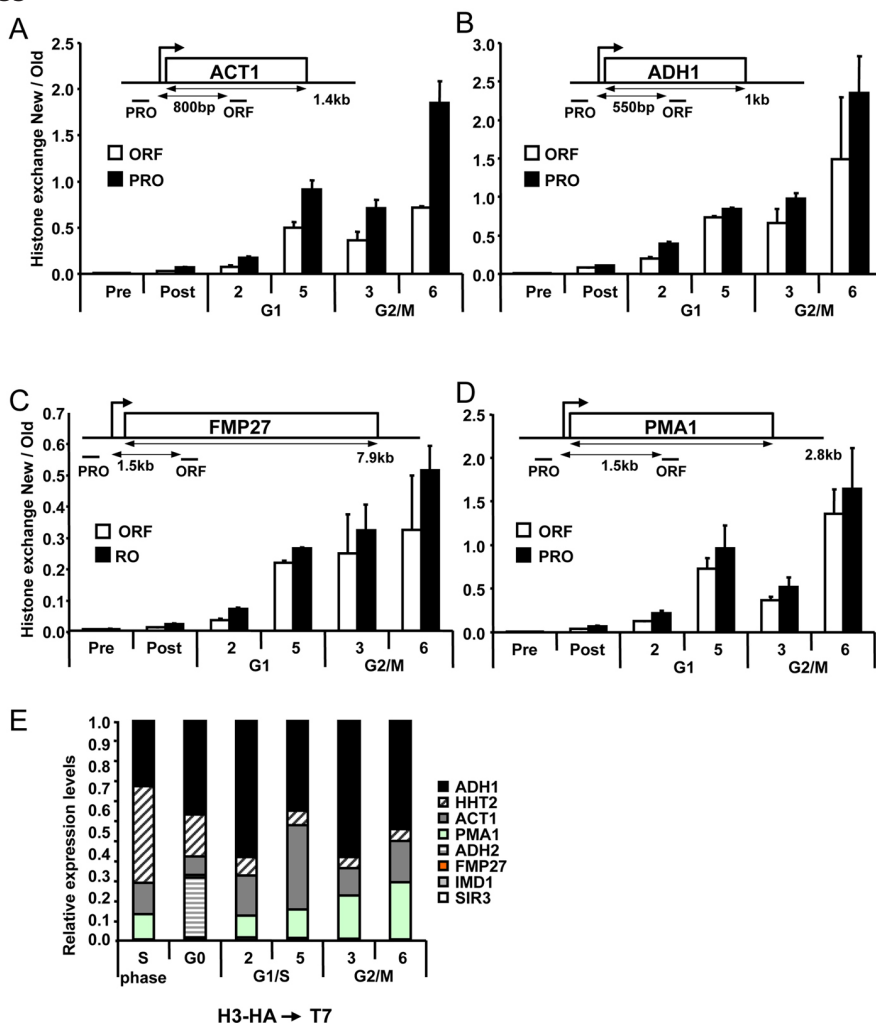 A
Histone exchange New / Old
2.5
2.0
1.5
1.0
0.5
0.0
ACT1
PRO
800bp
ORF
1.4kb
ORF
PRO
Pre Post 2 5 3 6
G1 G2/M
B
3.0
2.5
2.0
1.5
1.0
0.5
0.0
ADH1
PRO
550bp
ORF
1kb
ORF
PRO
Pre Post 2 5 3 6
G1 G2/M
C
Histone exchange New / Old
0.7
0.6
0.5
0.4
0.3
0.2
0.1
0.0
FMP27
PRO
1.5kb
ORF
7.9kb
ORF
RO
Pre Post 2 5 3 6
G1 G2/M
D
2.5
2.0
1.5
1.0
0.5
0.0
PMA1
PRO
1.5kb
ORF
2.8kb
ORF
PRO
Pre Post 2 5 3 6
G1 G2/M
E
Relative expression levels
1.0
0.9
0.8
0.7
0.6
0.5
0.4
0.3
0.2
0.1
0.0
ADH1
HHT2
ACT1
PMA1
ADH2
FMP27
IMD1
SIR3
S G0 2 5 3 6
phase G1/S G2/M
H3-HA → T7